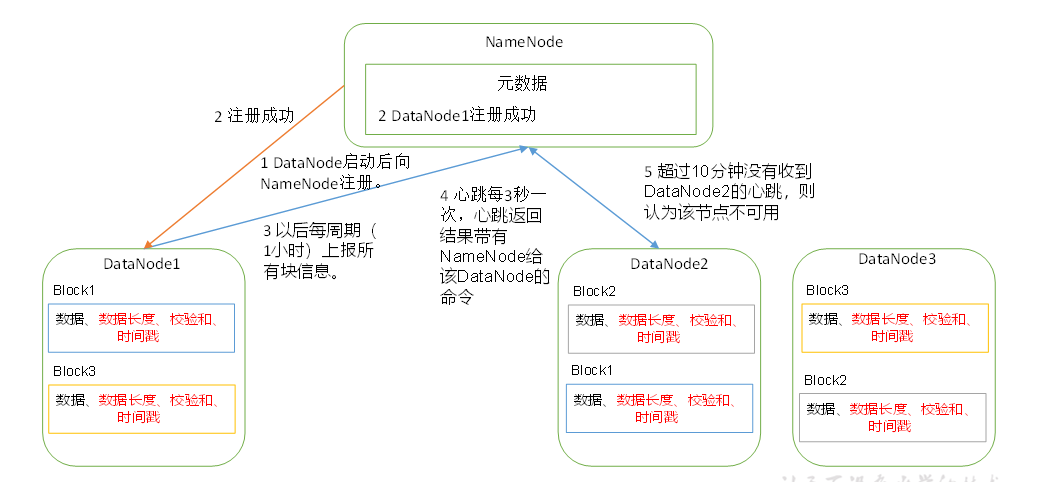 NameNode
元数据
2 DataNode1注册成功
2 注册成功
1 DataNode启动后向
NameNode注册。
3 以后每周期（
1小时）上报所
有块信息。
4 心跳每3秒一
次，心跳返回
结果带有
NameNode给
该DataNode的
命令
5 超过10分钟没有收到
DataNode2的心跳，则
认为该节点不可用
DataNode1
Block1
数据、数据长度、校验和、
时间戳
Block3
数据、数据长度、校验和、
时间戳
DataNode2
Block2
数据、数据长度、校验和、
时间戳
Block1
数据、数据长度、校验和、
时间戳
DataNode3
Block3
数据、数据长度、校验和、
时间戳
Block2
数据、数据长度、校验和、
时间戳